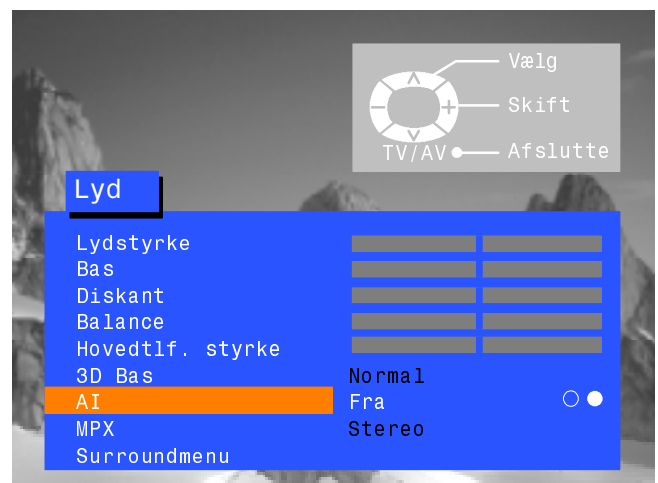 Vælg
Skift
TV/AV Afslutte
Lyd
Lydstyrke
Bas
Diskant
Balance
Hovedtlf. styrke
3D Bas Normal
AI Fra
MPX Stereo
Surroundmenu